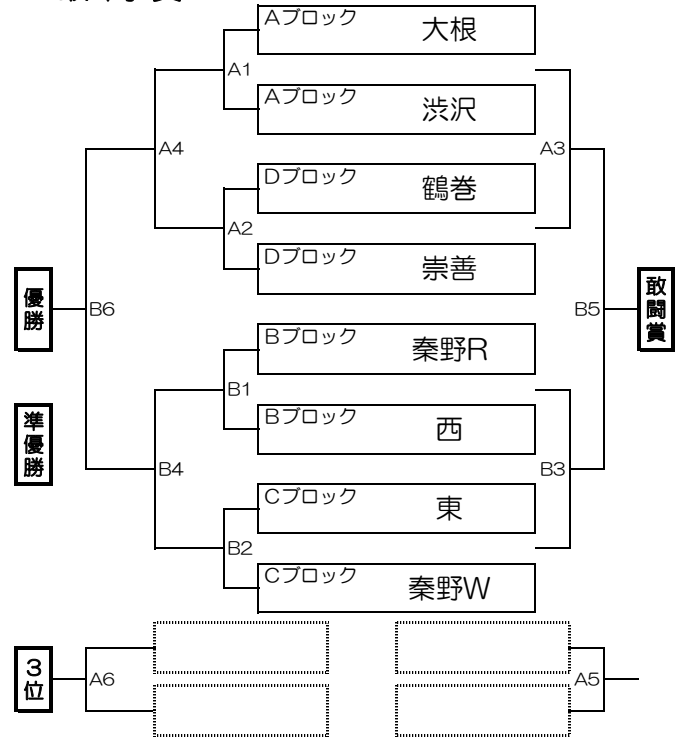 Aブロック 大根
A1
Aブロック 渋沢
A4
A3
Dブロック 鶴巻
A2
Dブロック 崇善
優勝
B6
B5
敢闘賞
Bブロック 秦野R
B1
準優勝
Bブロック 西
B4
B3
Cブロック 東
B2
Cブロック 秦野W
3位
A6
A5